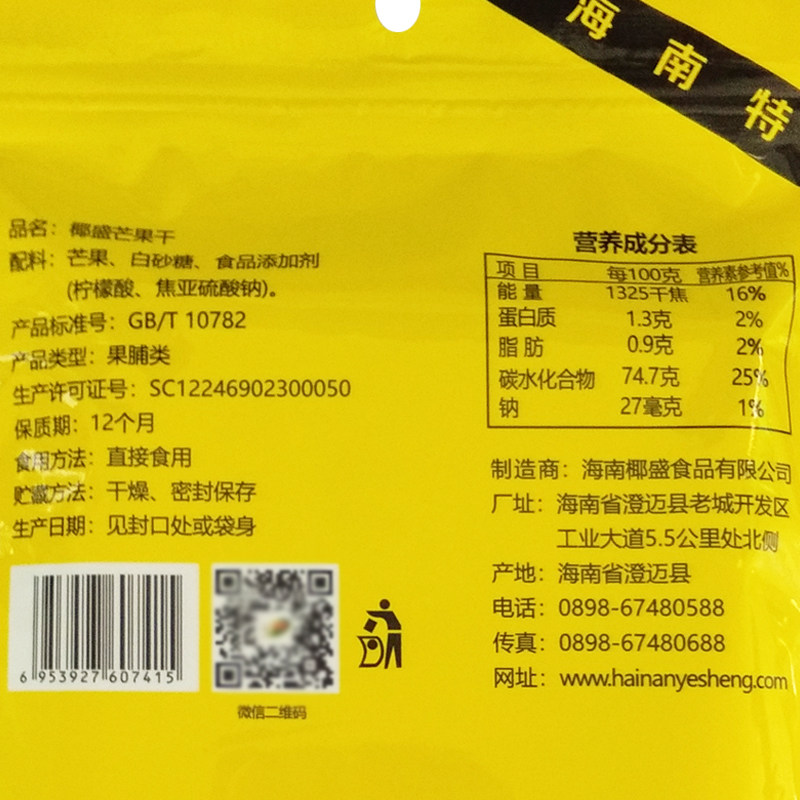 海南特
品名：椰盛芒果干
配料：芒果、白砂糖、食品添加剂
(柠檬酸、焦亚硫酸钠)。
产品标准号：GB/T 10782
产品类型：果脯类
生产许可证号：SC12246902300050
保质期：12个月
食用方法：直接食用
贮藏方法：干燥、密封保存
生产日期：见封口处或袋身
6 953927 607415
微信二维码
营养成分表
项目 每100克 营养素参考值%
能量 1325千焦 16%
蛋白质 1.3克 2%
脂肪 0.9克 2%
碳水化合物 74.7克 25%
钠 27毫克 1%
制造商：海南椰盛食品有限公司
厂址：海南省澄迈县老城开发区
工业大道5.5公里处北侧
产地：海南省澄迈县
电话：0898-67480588
传真：0898-67480688
网址：www.hainanyesheng.com